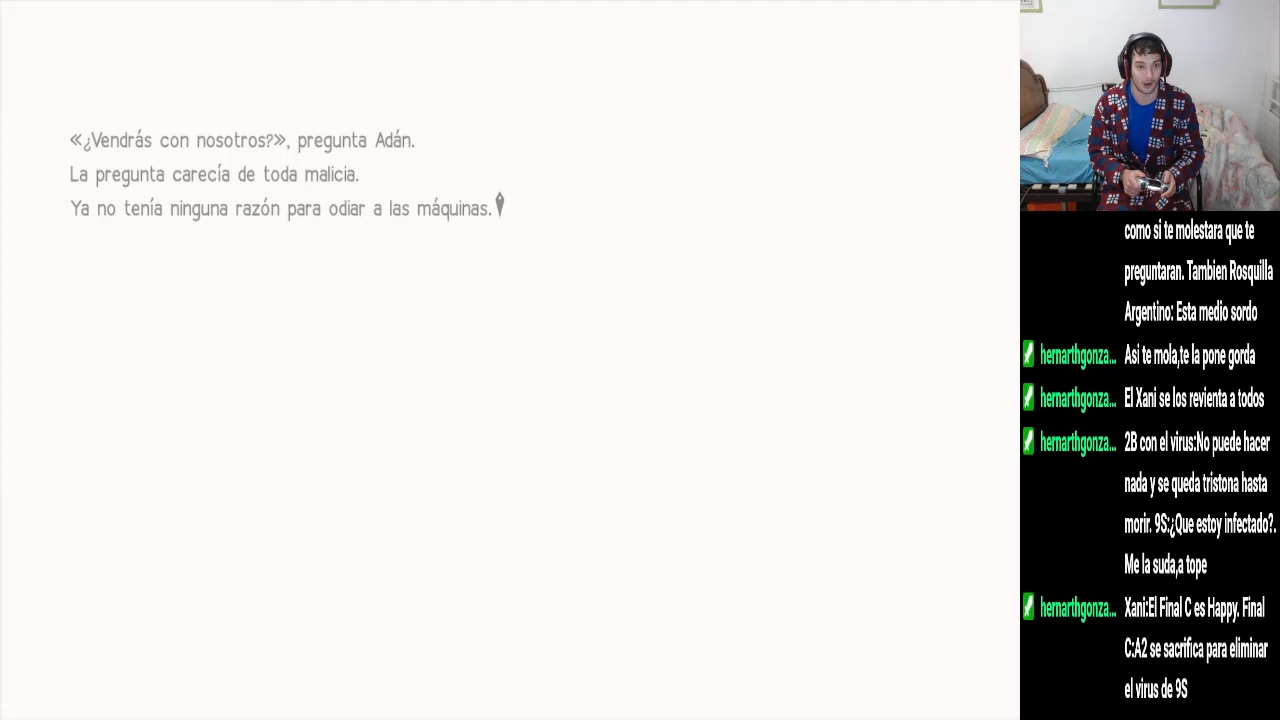 «¿Vendrás con nosotros?», pregunta Adán.
La pregunta carecía de toda malicia.
Ya no tenía ninguna razón para odiar a las máquinas.
como si te molestara que te
preguntaran. Tambien Rosquilla
Argentino: Esta medio sordo
hernarthgonza... Asi te mola,te la pone gorda
hernarthgonza... El Xani se los revienta a todos
hernarthgonza... 2B con el virus:No puede hacer
nada y se queda tristona hasta
morir. 9S:¿Que estoy infectado?.
Me la suda,a tope
hernarthgonza... Xani:El Final C es Happy. Final
C:A2 se sacrifica para eliminar
el virus de 9S